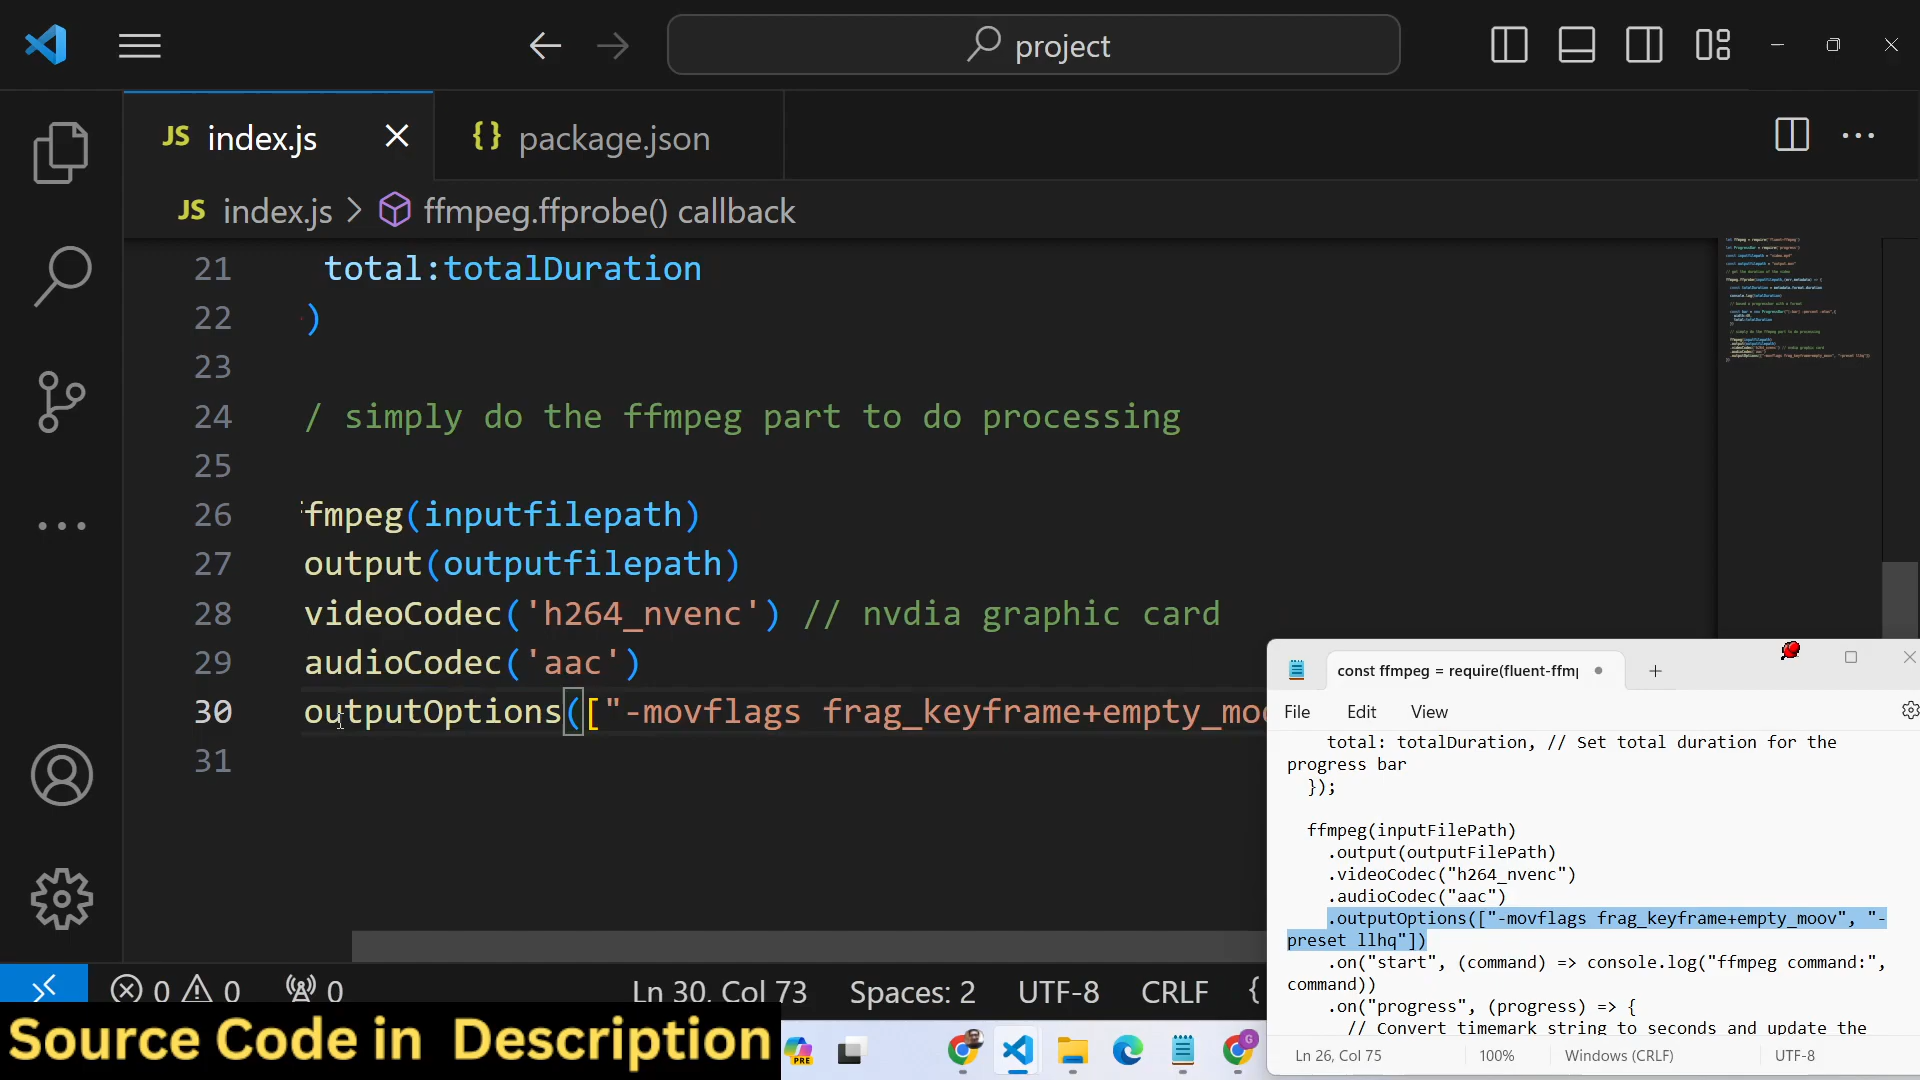 project
JS index.js
{} package.json
JS index.js > ffmpeg.ffprobe() callback
21 total:totalDuration
22 )
23
24 / simply do the ffmpeg part to do processing
25
26 ffmpeg(inputfilepath)
27 output(outputfilepath)
28 videoCodec('h264_nvenc') // nvdia graphic card
29 audioCodec('aac')
30 outputOptions(["-movflags frag_keyframe+empty_moo
31
const ffmpeg = require(fluent-ffmp
File Edit View
total: totalDuration, // Set total duration for the
progress bar
});
ffmpeg(inputFilePath)
.output(outputFilePath)
.videoCodec("h264_nvenc")
.audioCodec("aac")
.outputOptions(["-movflags frag_keyframe+empty_moov", "-
preset llhq"])
.on("start", (command) => console.log("ffmpeg command:",
command))
.on("progress", (progress) => {
// Convert timemark string to seconds and update the
Ln 26, Col 75 100% Windows (CRLF) UTF-8
0 0 0 Ln 30, Col 73 Spaces: 2 UTF-8 CRLF {
Source Code in Description
PRE
G